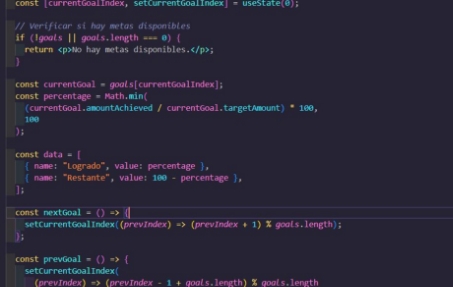 const [currentGoalIndex, setCurrentGoalIndex] = useState(0);
// Verificar si hay metas disponibles
if (!goals || goals.length === 0) {
return <p>No hay metas disponibles.</p>;
}
const currentGoal = goals[currentGoalIndex];
const percentage = Math.min(
(currentGoal.amountAchieved / currentGoal.targetAmount) * 100,
100
);
const data = [
{ name: "Logrado", value: percentage },
{ name: "Restante", value: 100 - percentage },
];
const nextGoal = () => {
setCurrentGoalIndex((prevIndex) => (prevIndex + 1) % goals.length);
};
const prevGoal = () => {
setCurrentGoalIndex(
(prevIndex) => (prevIndex - 1 + goals.length) % goals.length